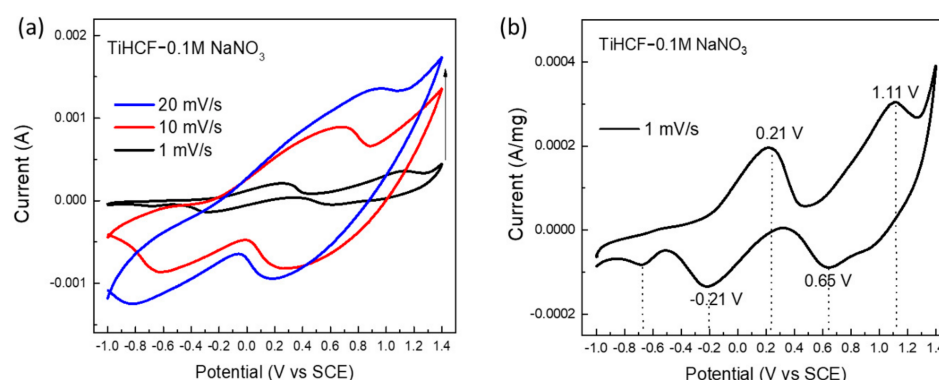 (a)
TiHCF−0.1M NaNO₃
20 mV/s
10 mV/s
1 mV/s
Current (A)
0.002
0.001
0.000
-0.001
-1.0 -0.8 -0.6 -0.4 -0.2 0.0 0.2 0.4 0.6 0.8 1.0 1.2 1.4
Potential (V vs SCE)
(b)
TiHCF−0.1M NaNO₃
1 mV/s
0.21 V
1.11 V
-0.21 V
0.65 V
Current (A/mg)
0.0004
0.0002
0.0000
-0.0002
-1.0 -0.8 -0.6 -0.4 -0.2 0.0 0.2 0.4 0.6 0.8 1.0 1.2 1.4
Potential (V vs SCE)